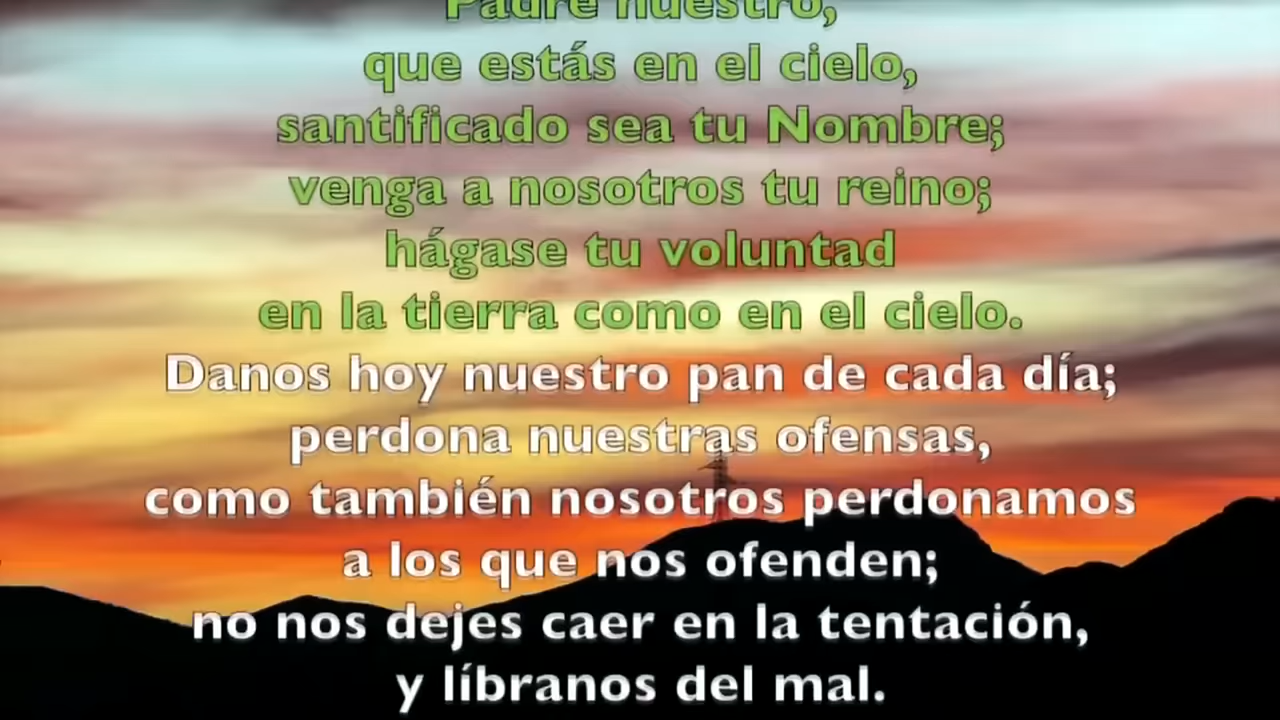 Padre nuestro,
que estás en el cielo,
santificado sea tu Nombre;
venga a nosotros tu reino;
hágase tu voluntad
en la tierra como en el cielo.
Danos hoy nuestro pan de cada día;
perdona nuestras ofensas,
como también nosotros perdonamos
a los que nos ofenden;
no nos dejes caer en la tentación,
y líbranos del mal.